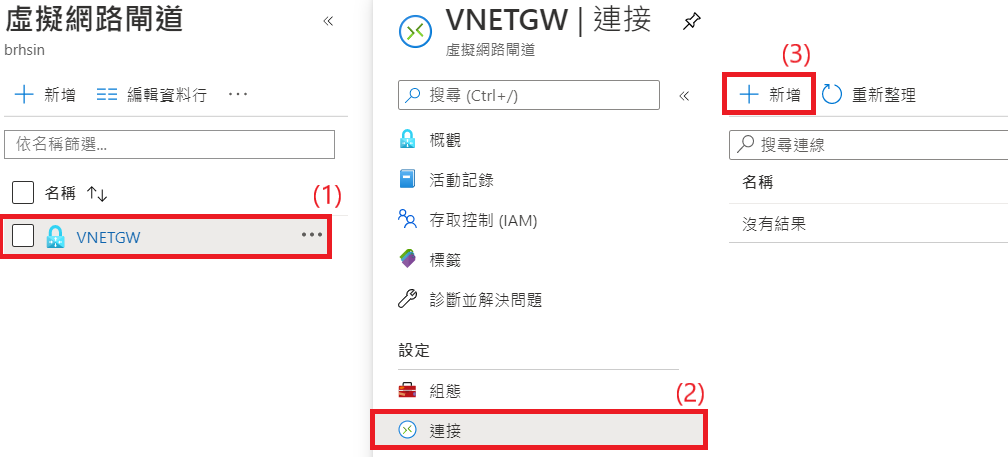 虛擬網路閘道
«
brhsin
新增
編輯資料行
...
依名稱篩選...
名稱 ↑↓
(1)
VNETGW
...
VNETGW | 連接
虛擬網路閘道
搜尋 (Ctrl+/)
«
概觀
活動記錄
存取控制 (IAM)
標籤
診斷並解決問題
設定
組態
(2)
連接
(3)
新增
重新整理
搜尋連線
名稱
沒有結果